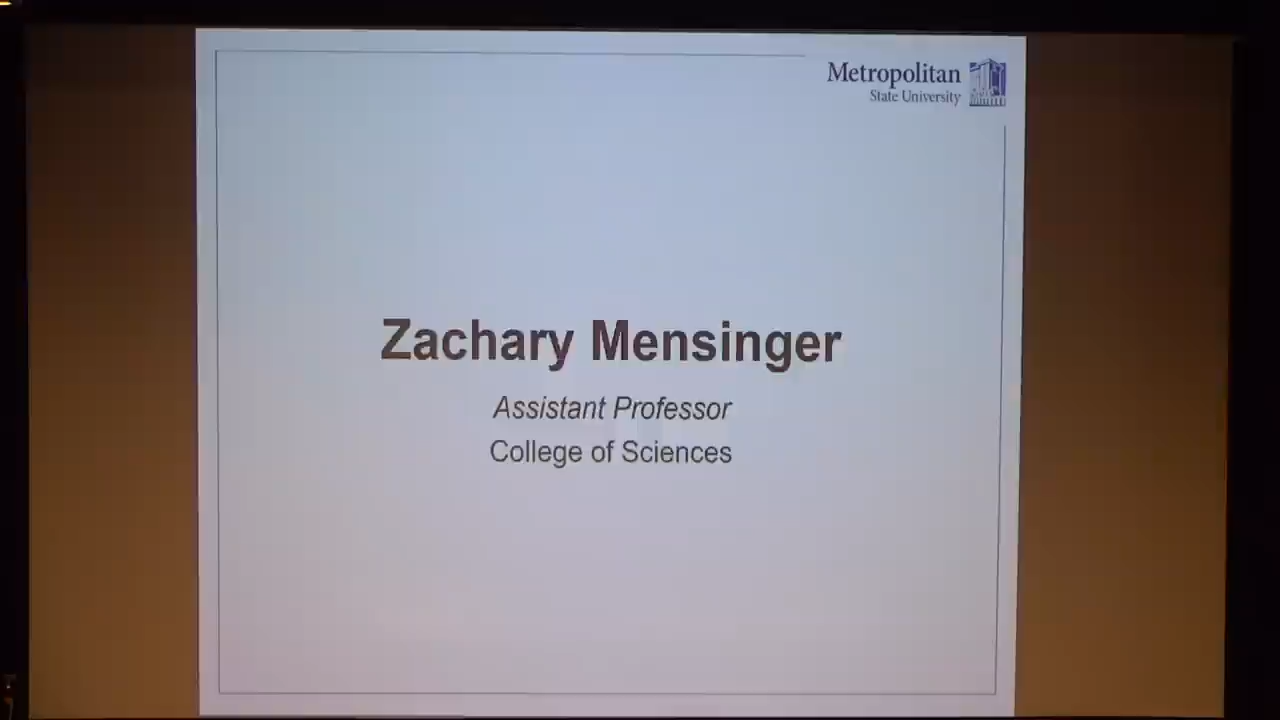 Metropolitan
State University
Zachary Mensinger
Assistant Professor
College of Sciences